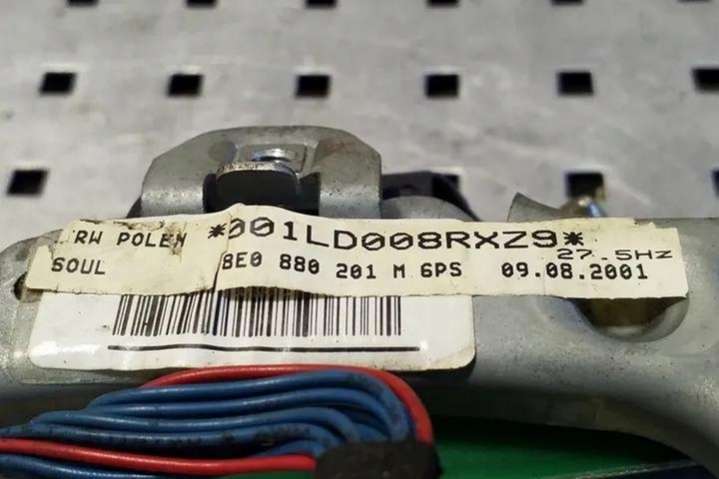 RW POLEN *001LD008RXZ9*
27.5HZ
SOUL 8E0 880 201 M 6PS 09.08.2001